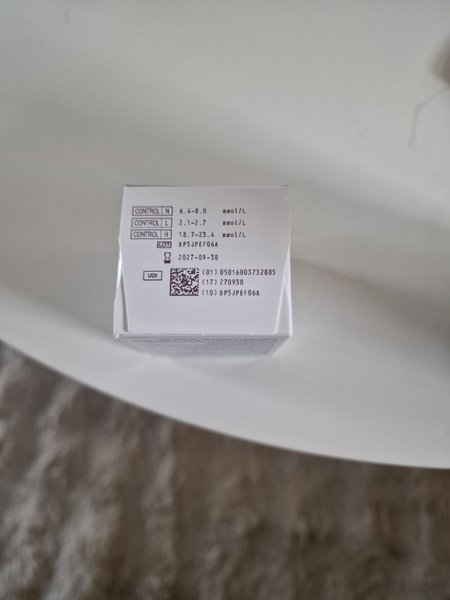 CONTROL N 6.4-8.0 mmol/L
CONTROL L 2.1-2.7 mmol/L
CONTROL H 18.7-23.4 mmol/L
LOT DP5JPEF06A
2027-09-30
UDI (01) 05016003732805
(17) 270930
(10) DP5JPEF06A